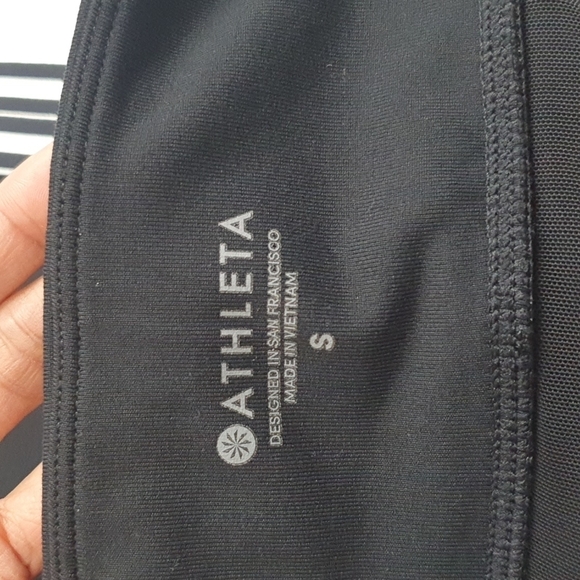 ATHLETA
DESIGNED IN SAN FRANCISCO
MADE IN VIETNAM
S